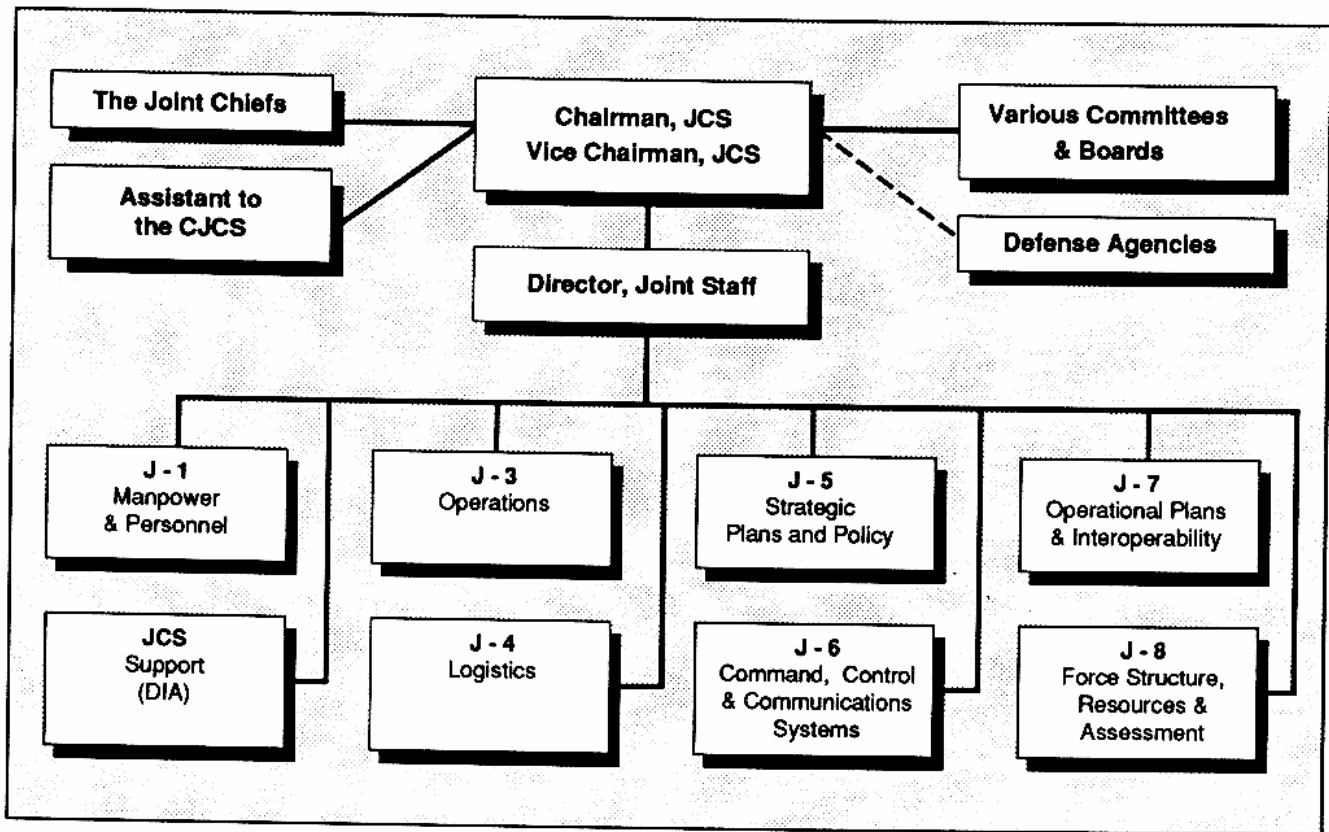 The Joint Chiefs
Assistant to
the CJCS
Chairman, JCS
Vice Chairman, JCS
Various Committees
& Boards
Defense Agencies
Director, Joint Staff
J - 1
Manpower
& Personnel
J - 3
Operations
J - 5
Strategic
Plans and Policy
J - 7
Operational Plans
& Interoperability
JCS
Support
(DIA)
J - 4
Logistics
J - 6
Command, Control
& Communications
Systems
J - 8
Force Structure,
Resources &
Assessment